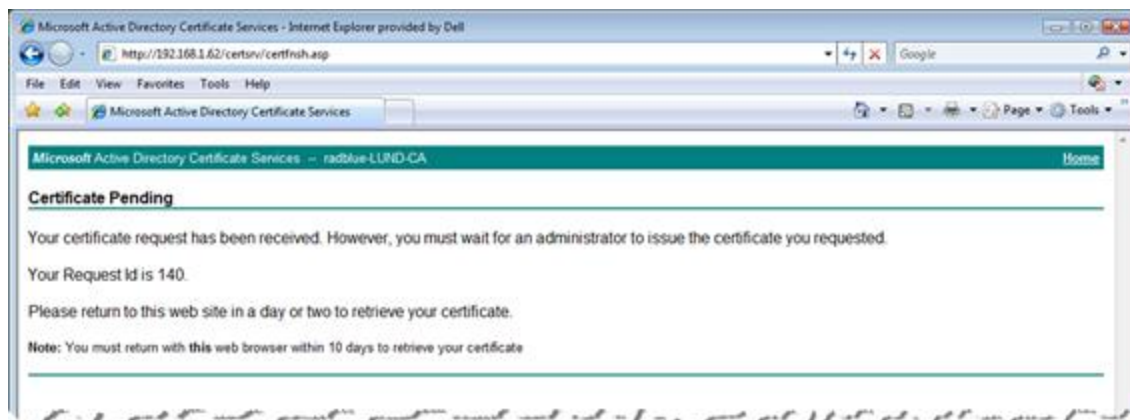 Microsoft Active Directory Certificate Services - Internet Explorer provided by Dell
http://192.168.1.62/certsrv/certfnsh.asp
Google
File Edit View Favorites Tools Help
Microsoft Active Directory Certificate Services
Page Tools
Microsoft Active Directory Certificate Services -- radblue-LUND-CA Home
Certificate Pending
Your certificate request has been received. However, you must wait for an administrator to issue the certificate you requested.
Your Request Id is 140.
Please return to this web site in a day or two to retrieve your certificate.
Note: You must return with this web browser within 10 days to retrieve your certificate